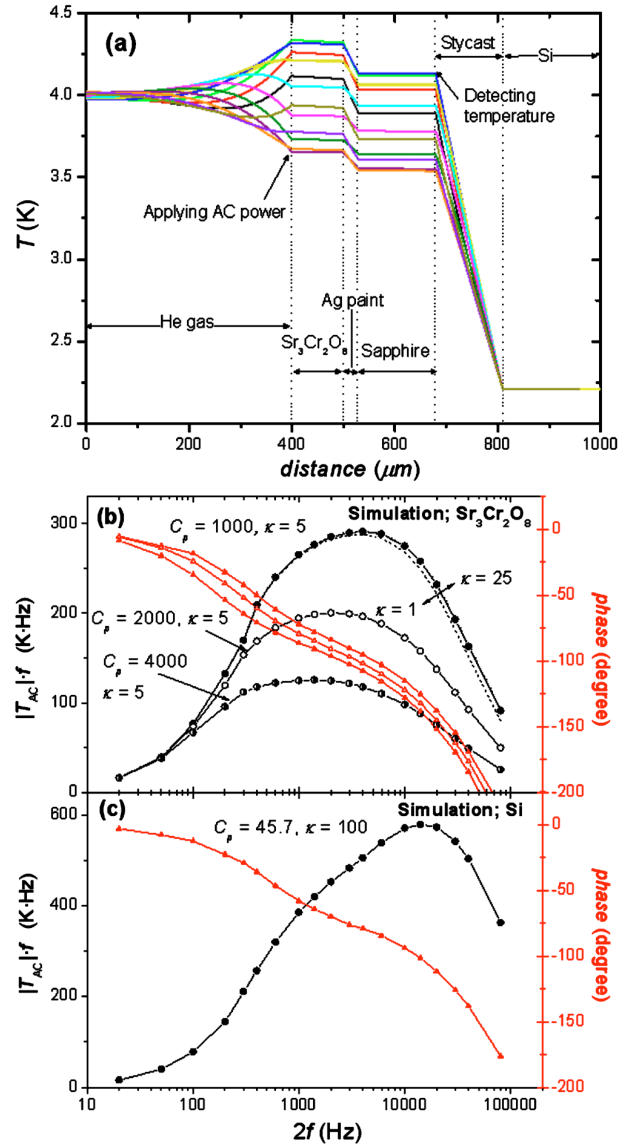 (a)
Stycast
Si
4.5
4.0
3.5
3.0
2.5
2.0
T (K)
Detecting
temperature
Applying AC power
Ag paint
He gas
Sr₃Cr₂O₈
Sapphire
0 200 400 600 800 1000
distance (μm)
(b)
Simulation; Sr₃Cr₂O₈
Cₚ = 1000, κ = 5
κ = 25
κ = 1
Cₚ = 2000,
κ = 5
Cₚ = 4000
κ = 5
300
200
100
0
|T_AC|·f (K·Hz)
0
-50
-100
-150
-200
phase (degree)
(c)
Simulation; Si
Cₚ = 45.7, κ = 100
600
400
200
0
|T_AC|·f (K·Hz)
0
-50
-100
-150
-200
phase (degree)
10 100 1000 10000 100000
2f (Hz)